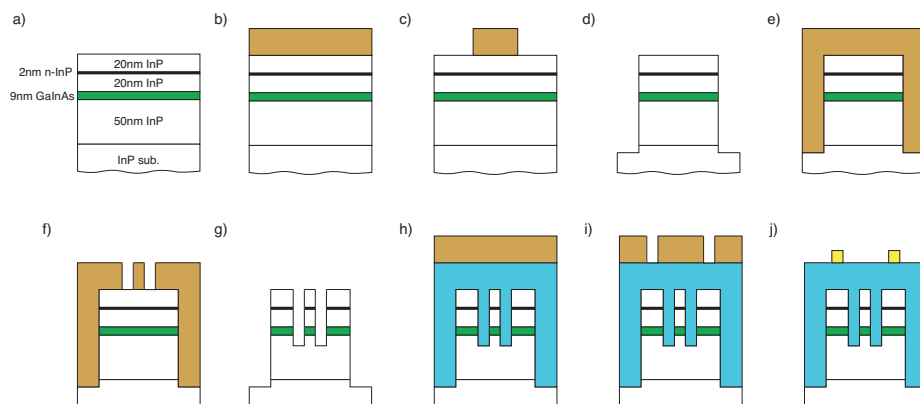 a)
b)
c)
d)
e)
20nm InP
2nm n-InP
20nm InP
9nm GaInAs
50nm InP
InP sub.
f)
g)
h)
i)
j)